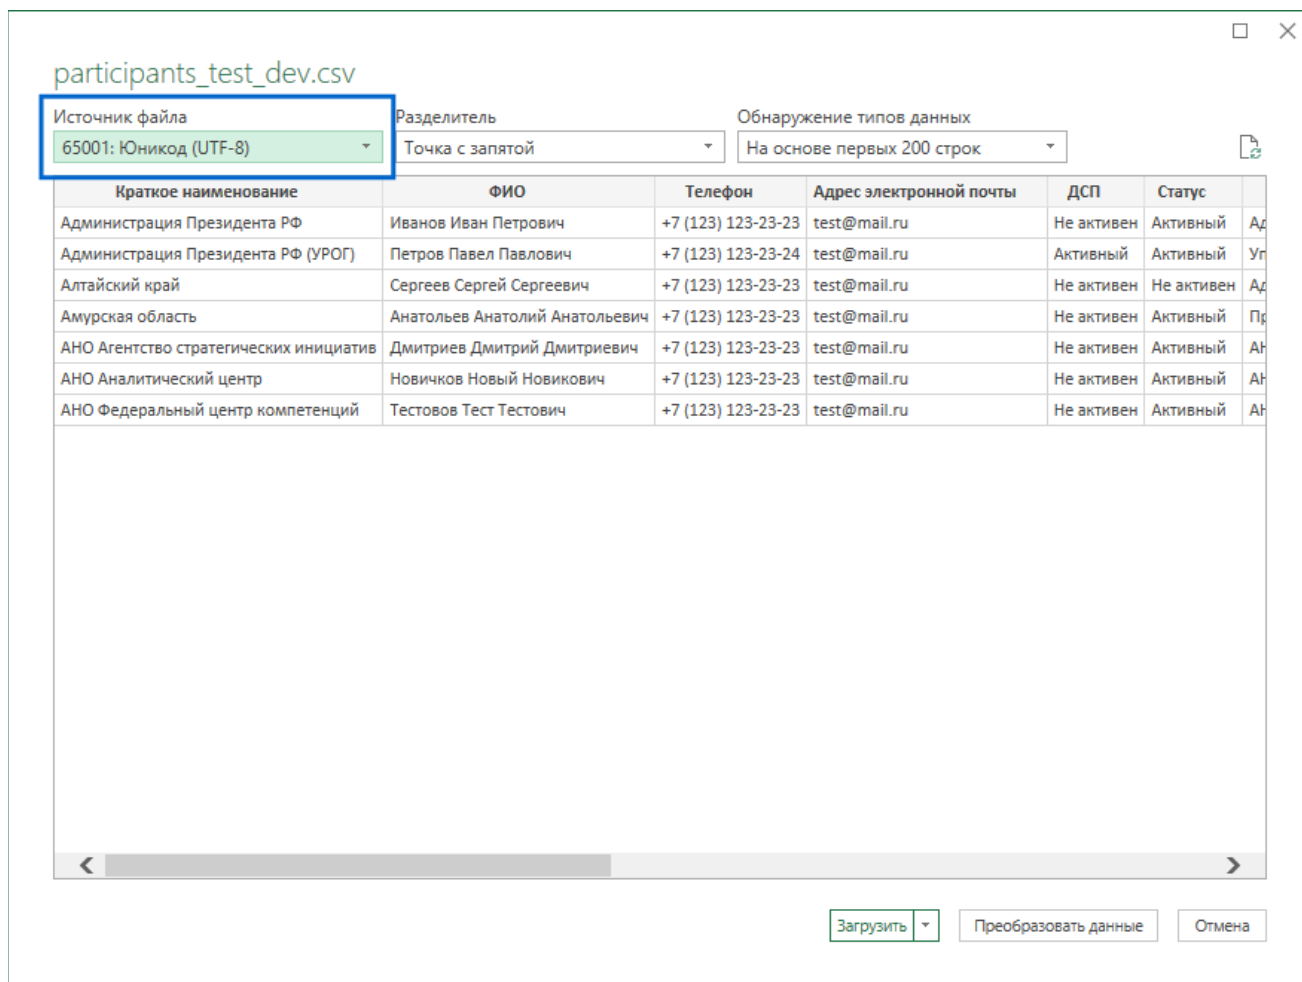 participants_test_dev.csv
Источник файла Разделитель Обнаружение типов данных
65001: Юникод (UTF-8) Точка с запятой На основе первых 200 строк
Краткое наименование ФИО Телефон Адрес электронной почты ДСП Статус
Администрация Президента РФ Иванов Иван Петрович +7 (123) 123-23-23 test@mail.ru Не активен Активный Ад
Администрация Президента РФ (УРОГ) Петров Павел Павлович +7 (123) 123-23-24 test@mail.ru Активный Активный Уп
Алтайский край Сергеев Сергей Сергеевич +7 (123) 123-23-23 test@mail.ru Не активен Не активен Ад
Амурская область Анатольев Анатолий Анатольевич +7 (123) 123-23-23 test@mail.ru Не активен Активный Пр
АНО Агентство стратегических инициатив Дмитриев Дмитрий Дмитриевич +7 (123) 123-23-23 test@mail.ru Не активен Активный АН
АНО Аналитический центр Новичков Новый Новикович +7 (123) 123-23-23 test@mail.ru Не активен Активный АН
АНО Федеральный центр компетенций Тестовов Тест Тестович +7 (123) 123-23-23 test@mail.ru Не активен Активный АН
Загрузить Преобразовать данные Отмена